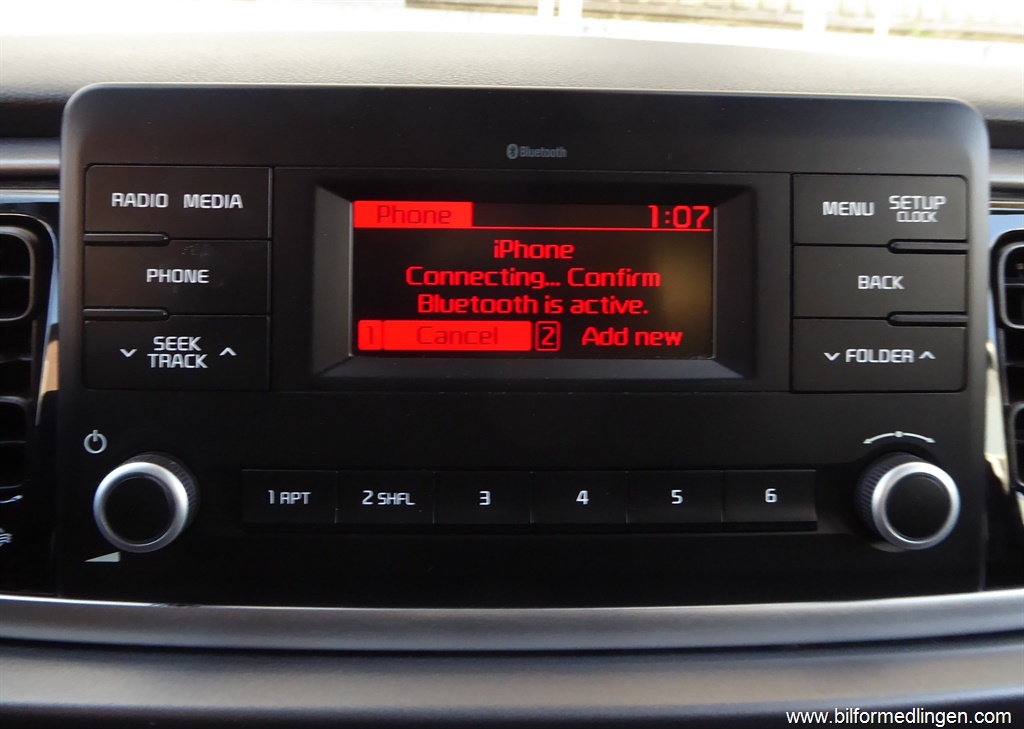 Bluetooth
RADIO MEDIA
PHONE
SEEK
TRACK
Phone 1:07
iPhone
Connecting... Confirm
Bluetooth is active.
1 Cancel 2 Add new
MENU SETUP
CLOCK
BACK
FOLDER
1 RPT 2 SHFL 3 4 5 6
www.bilformedlingen.com